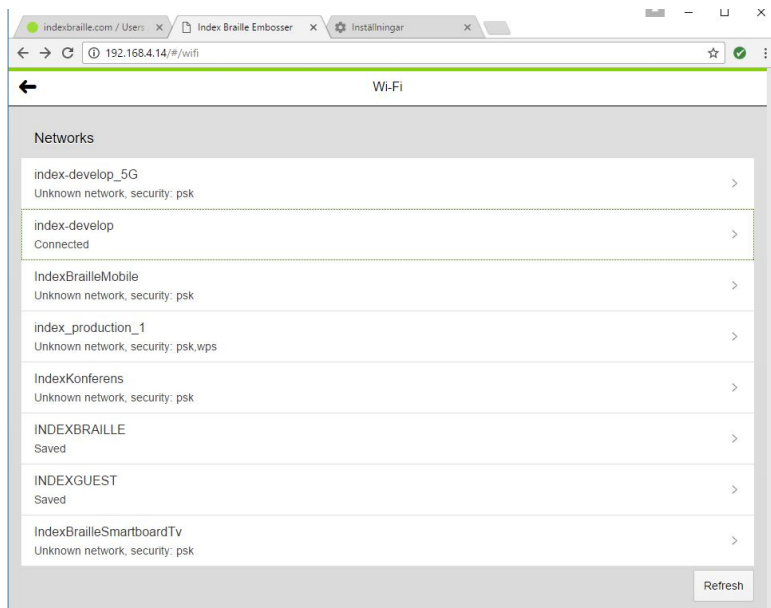 indexbraille.com / Users
Index Braille Embosser
Inställningar
192.168.4.14/#/wifi
Wi-Fi
Networks
index-develop_5G
Unknown network, security: psk
index-develop
Connected
IndexBrailleMobile
Unknown network, security: psk
index_production_1
Unknown network, security: psk,wps
IndexKonferens
Unknown network, security: psk
INDEXBRAILLE
Saved
INDEXGUEST
Saved
IndexBrailleSmartboardTv
Unknown network, security: psk
Refresh